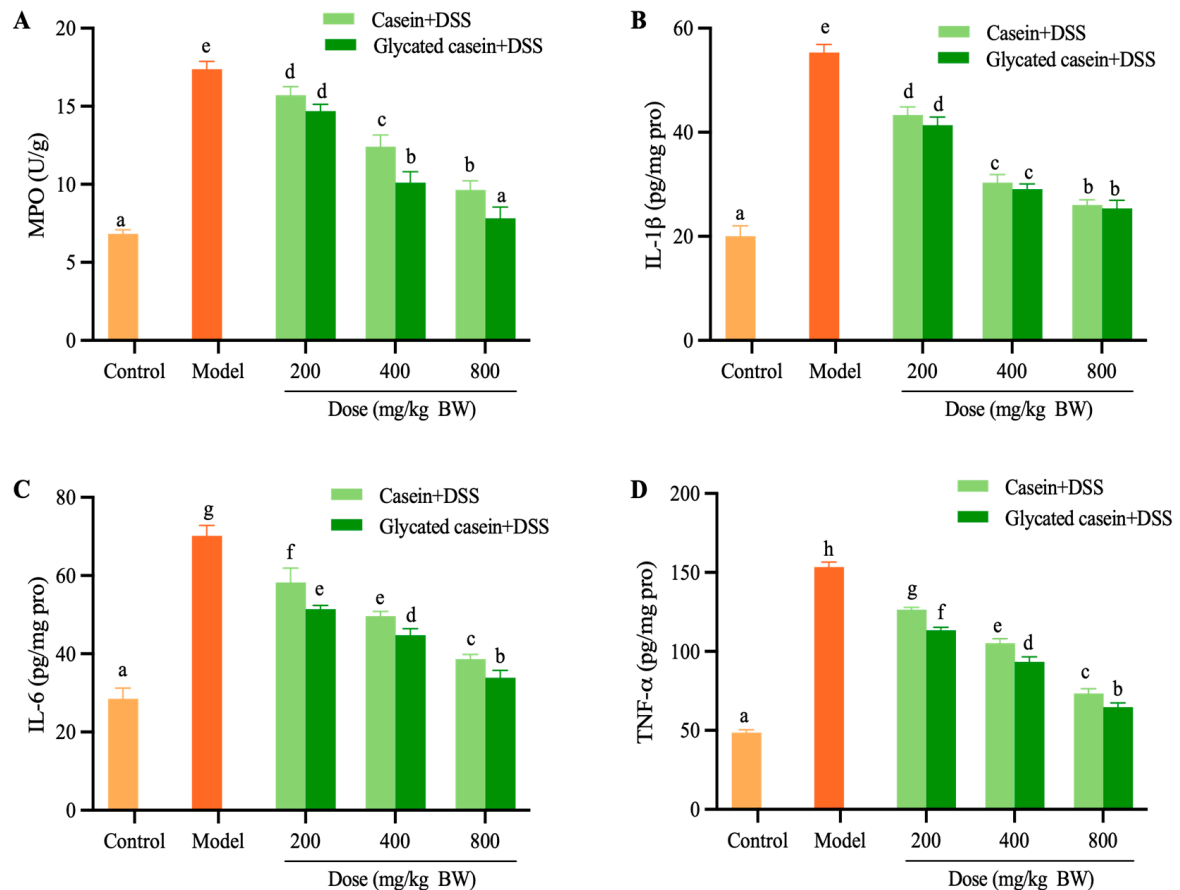 A
Casein+DSS
Glycated casein+DSS
MPO (U/g)
20
15
10
5
0
a
e
d
d
c
b
b
a
Control
Model
200
400
800
Dose (mg/kg BW)
B
Casein+DSS
Glycated casein+DSS
IL-1β (pg/mg pro)
60
40
20
0
a
e
d
d
c
c
b
b
Control
Model
200
400
800
Dose (mg/kg BW)
C
Casein+DSS
Glycated casein+DSS
IL-6 (pg/mg pro)
80
60
40
20
0
a
g
f
e
e
d
c
b
Control
Model
200
400
800
Dose (mg/kg BW)
D
Casein+DSS
Glycated casein+DSS
TNF-α (pg/mg pro)
200
150
100
50
0
a
h
g
f
e
d
c
b
Control
Model
200
400
800
Dose (mg/kg BW)